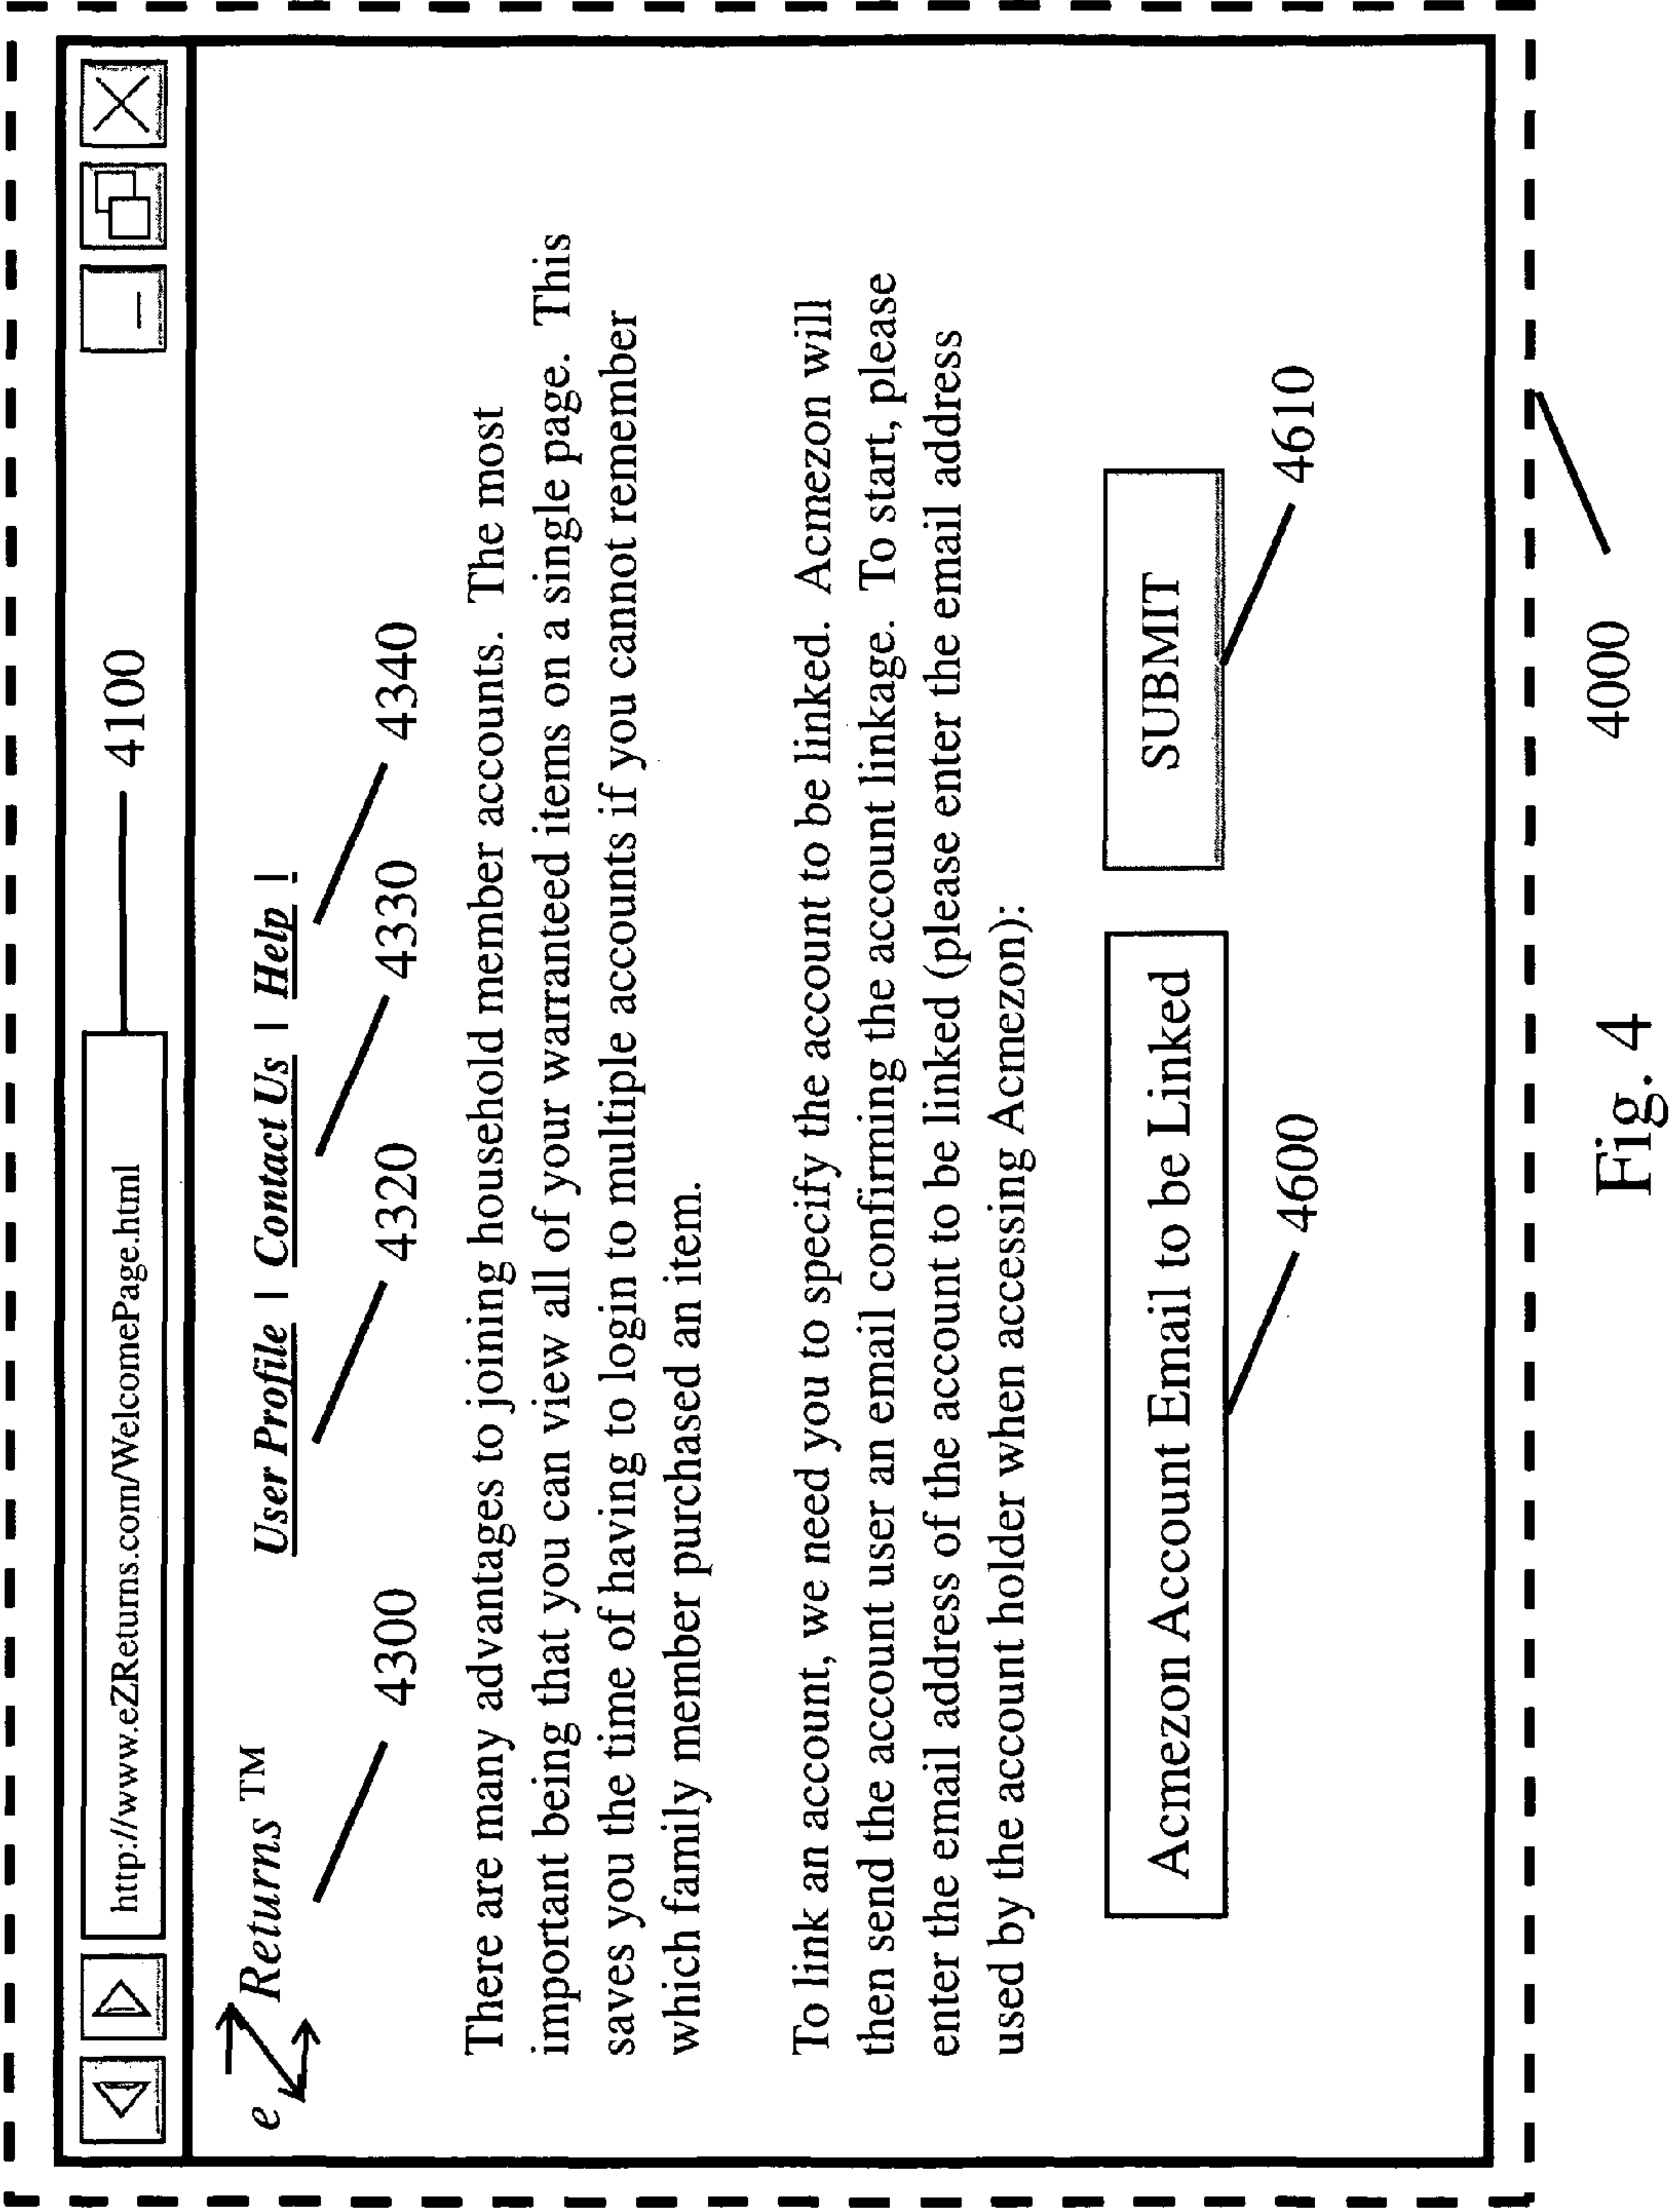 http://www.eZReturns.com/WelcomePage.html 4100
eZ Returns TM
User Profile | Contact Us | Help |
4300 4320 4330 4340
There are many advantages to joining household member accounts. The most
important being that you can view all of your warranteed items on a single page. This
saves you the time of having to login to multiple accounts if you cannot remember
which family member purchased an item.
To link an account, we need you to specify the account to be linked. Acmezon will
then send the account user an email confirming the account linkage. To start, please
enter the email address of the account to be linked (please enter the email address
used by the account holder when accessing Acmezon):
Acmezon Account Email to be Linked
SUBMIT
4600 4610
4000
Fig. 4